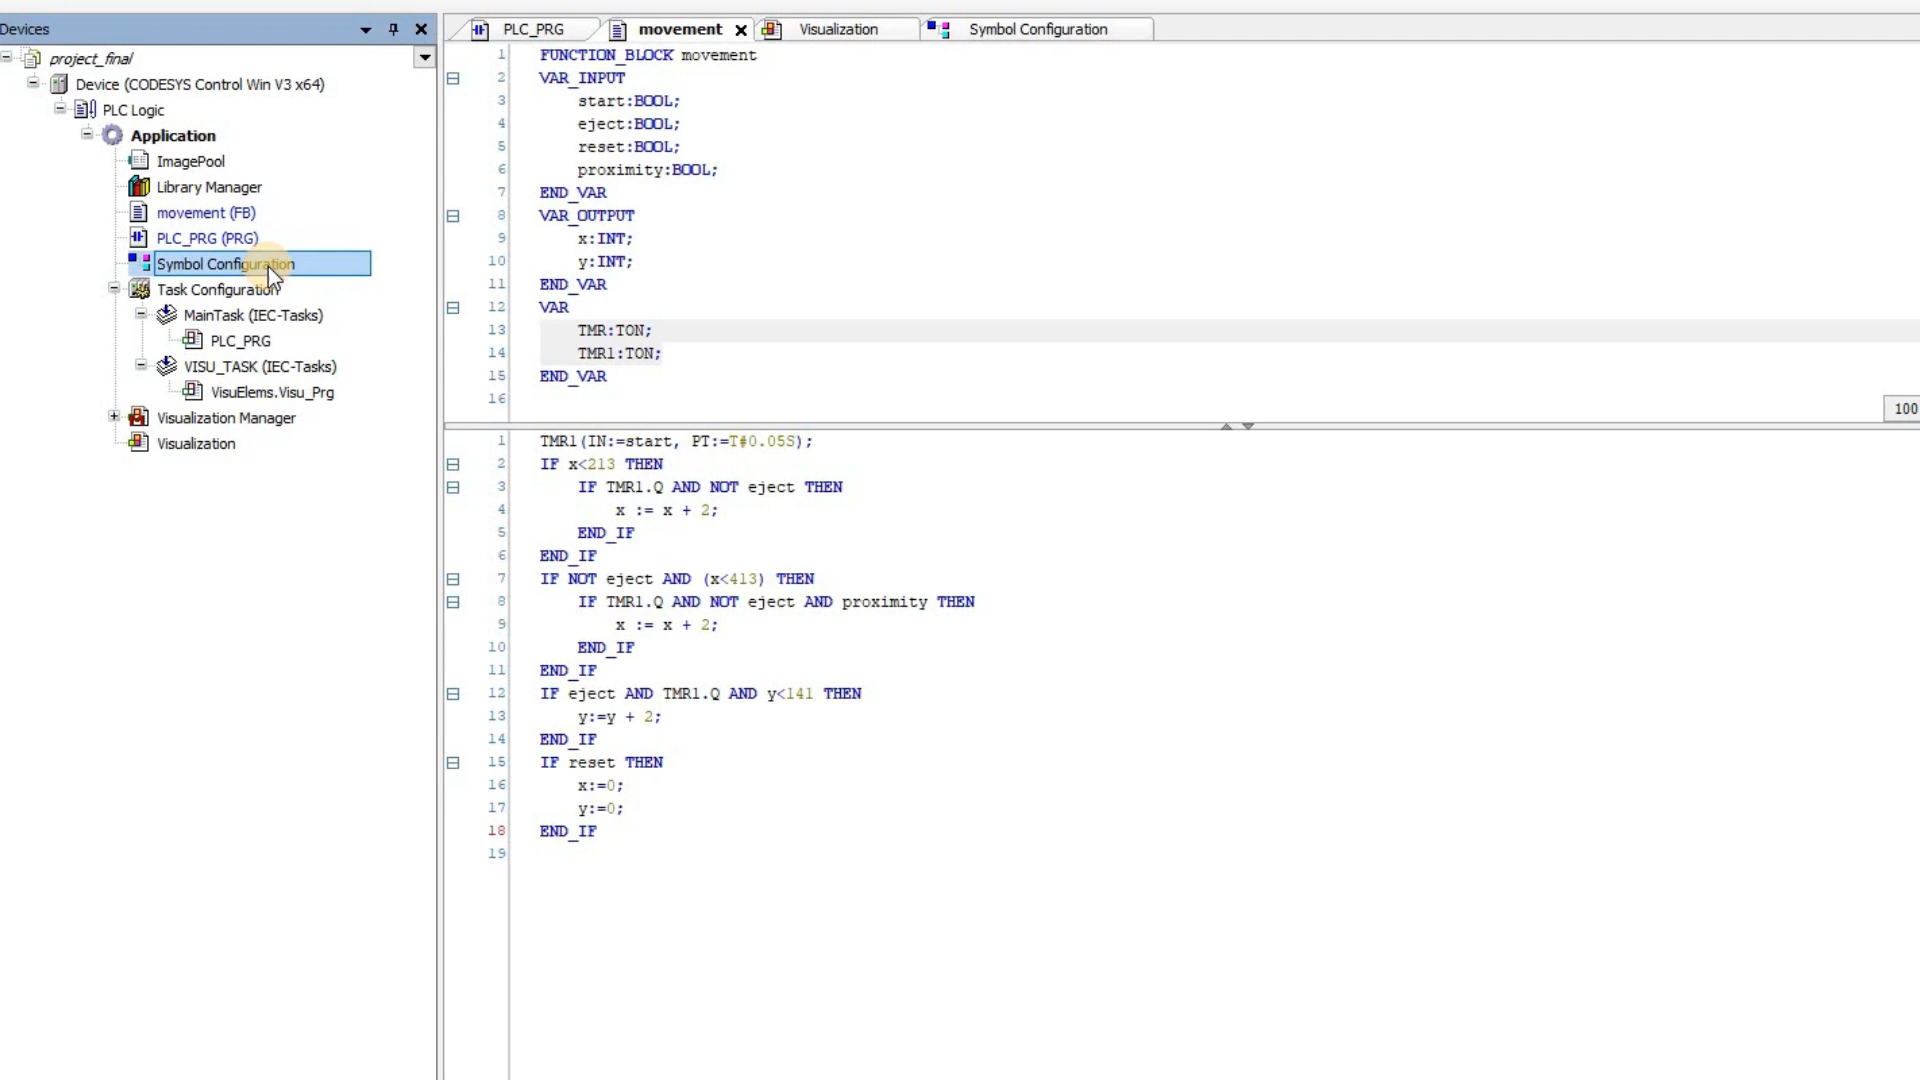 Devices
project_final
Device (CODESYS Control Win V3 x64)
PLC Logic
Application
ImagePool
Library Manager
movement (FB)
PLC_PRG (PRG)
Symbol Configuration
Task Configuration
MainTask (IEC-Tasks)
PLC_PRG
VISU_TASK (IEC-Tasks)
VisuElems.Visu_Prg
Visualization Manager
Visualization
PLC_PRG movement Visualization Symbol Configuration
1 FUNCTION_BLOCK movement
2 VAR_INPUT
3 start:BOOL;
4 eject:BOOL;
5 reset:BOOL;
6 proximity:BOOL;
7 END_VAR
8 VAR_OUTPUT
9 x:INT;
10 y:INT;
11 END_VAR
12 VAR
13 TMR:TON;
14 TMR1:TON;
15 END_VAR
16
100
1 TMR1(IN:=start, PT:=T#0.05S);
2 IF x<213 THEN
3 IF TMR1.Q AND NOT eject THEN
4 x := x + 2;
5 END_IF
6 END_IF
7 IF NOT eject AND (x<413) THEN
8 IF TMR1.Q AND NOT eject AND proximity THEN
9 x := x + 2;
10 END_IF
11 END_IF
12 IF eject AND TMR1.Q AND y<141 THEN
13 y:=y + 2;
14 END_IF
15 IF reset THEN
16 x:=0;
17 y:=0;
18 END_IF
19